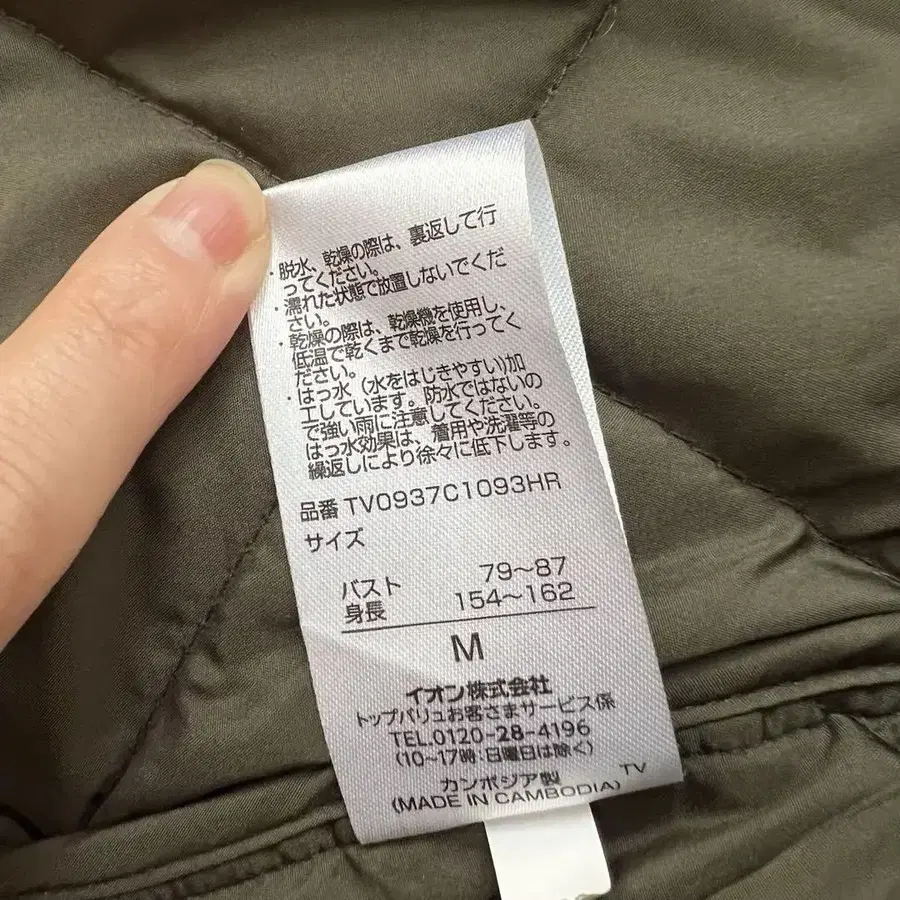 ・脱水、乾燥の際は、裏返して行
ってください。
・濡れた状態で放置しないでくだ
さい。
・乾燥の際は、乾燥機を使用し、
低温で乾くまで乾燥を行ってく
ださい。
・はっ水（水をはじきやすい)加
工しています。防水ではないの
で強い雨に注意してください。
はっ水効果は、着用や洗濯等の
繰返しにより徐々に低下します。
品番 TV0937C1093HR
サイズ
バスト 79〜87
身長 154〜162
M
イオン株式会社
トップバリュお客さまサービス係
TEL.0120-28-4196
(10〜17時:日曜日は除く)
カンボジア製 TV
(MADE IN CAMBODIA)